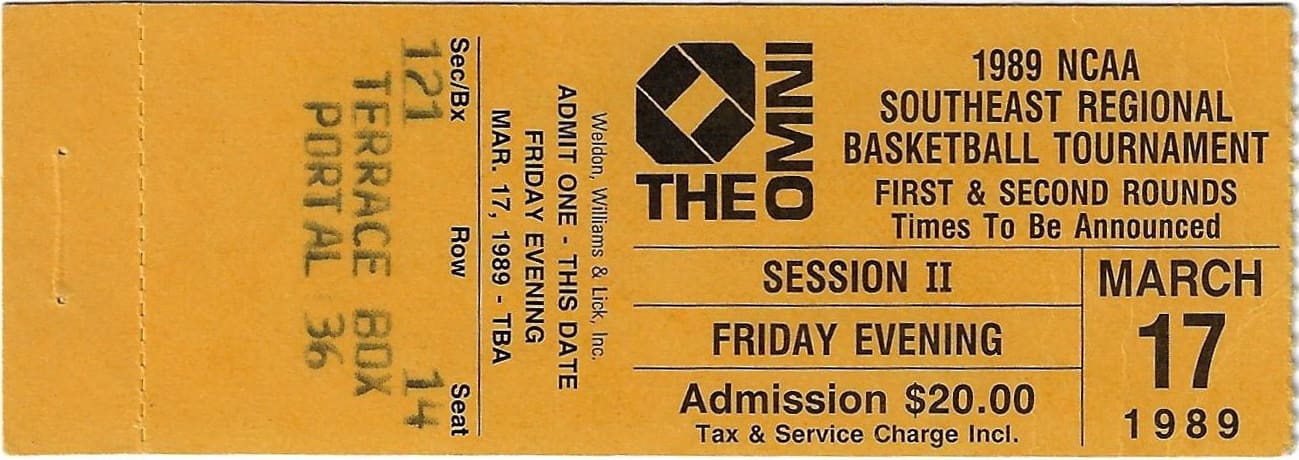 Sec/Bx Row Seat
121 14
TERRACE BOX
PORTAL 36
Weldon, Williams & Lick, Inc.
ADMIT ONE - THIS DATE
FRIDAY EVENING
MAR. 17, 1989 - TBA
THE OMNI
1989 NCAA
SOUTHEAST REGIONAL
BASKETBALL TOURNAMENT
FIRST & SECOND ROUNDS
Times To Be Announced
SESSION II
FRIDAY EVENING
Admission $20.00
Tax & Service Charge Incl.
MARCH
17
1989